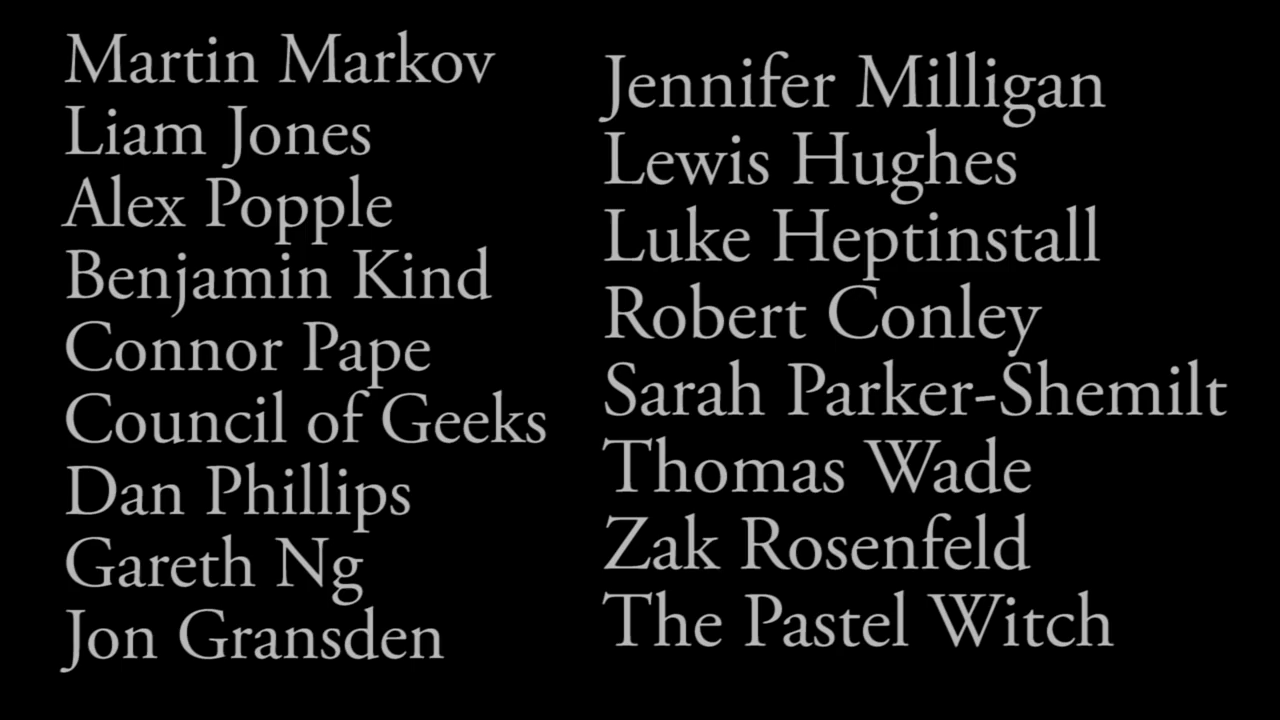 Martin Markov
Liam Jones
Alex Popple
Benjamin Kind
Connor Pape
Council of Geeks
Dan Phillips
Gareth Ng
Jon Gransden
Jennifer Milligan
Lewis Hughes
Luke Heptinstall
Robert Conley
Sarah Parker-Shemilt
Thomas Wade
Zak Rosenfeld
The Pastel Witch